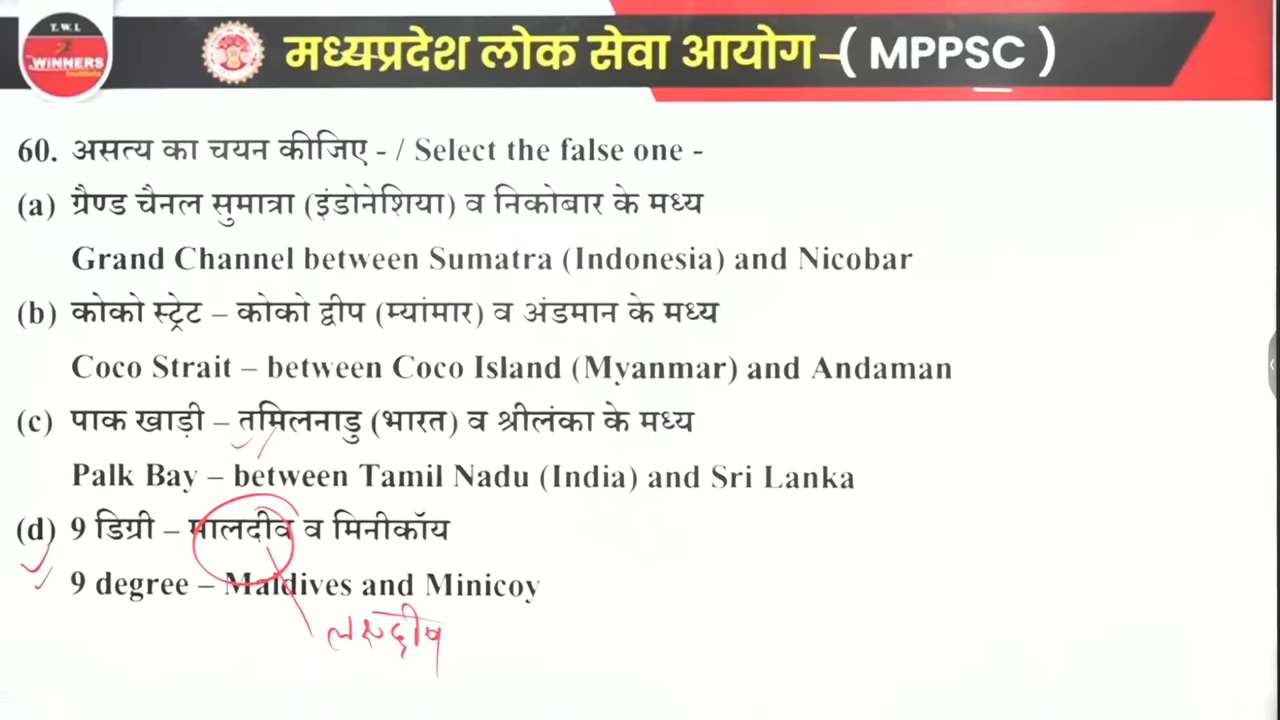 T.W.I.
The WINNERS Institute
मध्यप्रदेश लोक सेवा आयोग–( MPPSC )
60. असत्य का चयन कीजिए - / Select the false one -
(a) ग्रैण्ड चैनल सुमात्रा (इंडोनेशिया) व निकोबार के मध्य
Grand Channel between Sumatra (Indonesia) and Nicobar
(b) कोको स्ट्रेट – कोको द्वीप (म्यांमार) व अंडमान के मध्य
Coco Strait – between Coco Island (Myanmar) and Andaman
(c) पाक खाड़ी – तमिलनाडु (भारत) व श्रीलंका के मध्य
Palk Bay – between Tamil Nadu (India) and Sri Lanka
(d) 9 डिग्री – मालदीव व मिनीकॉय
9 degree – Maldives and Minicoy
लक्षद्वीप